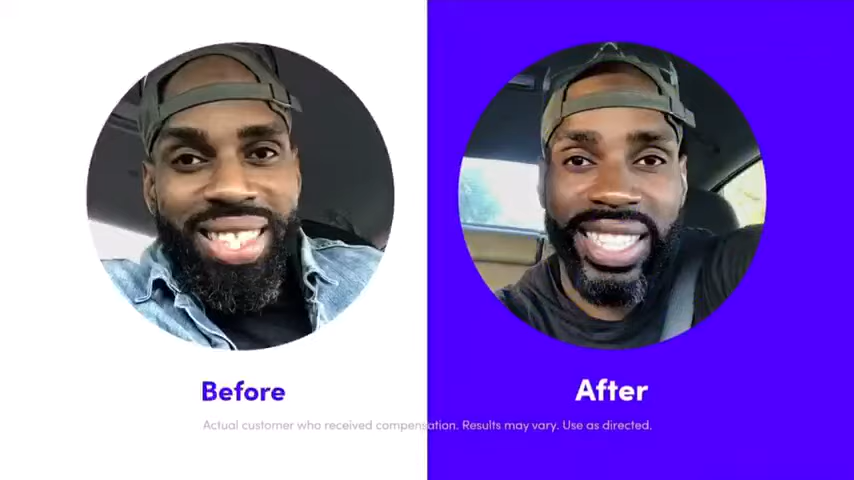 Before
After
Actual customer who received compensation. Results may vary. Use as directed.